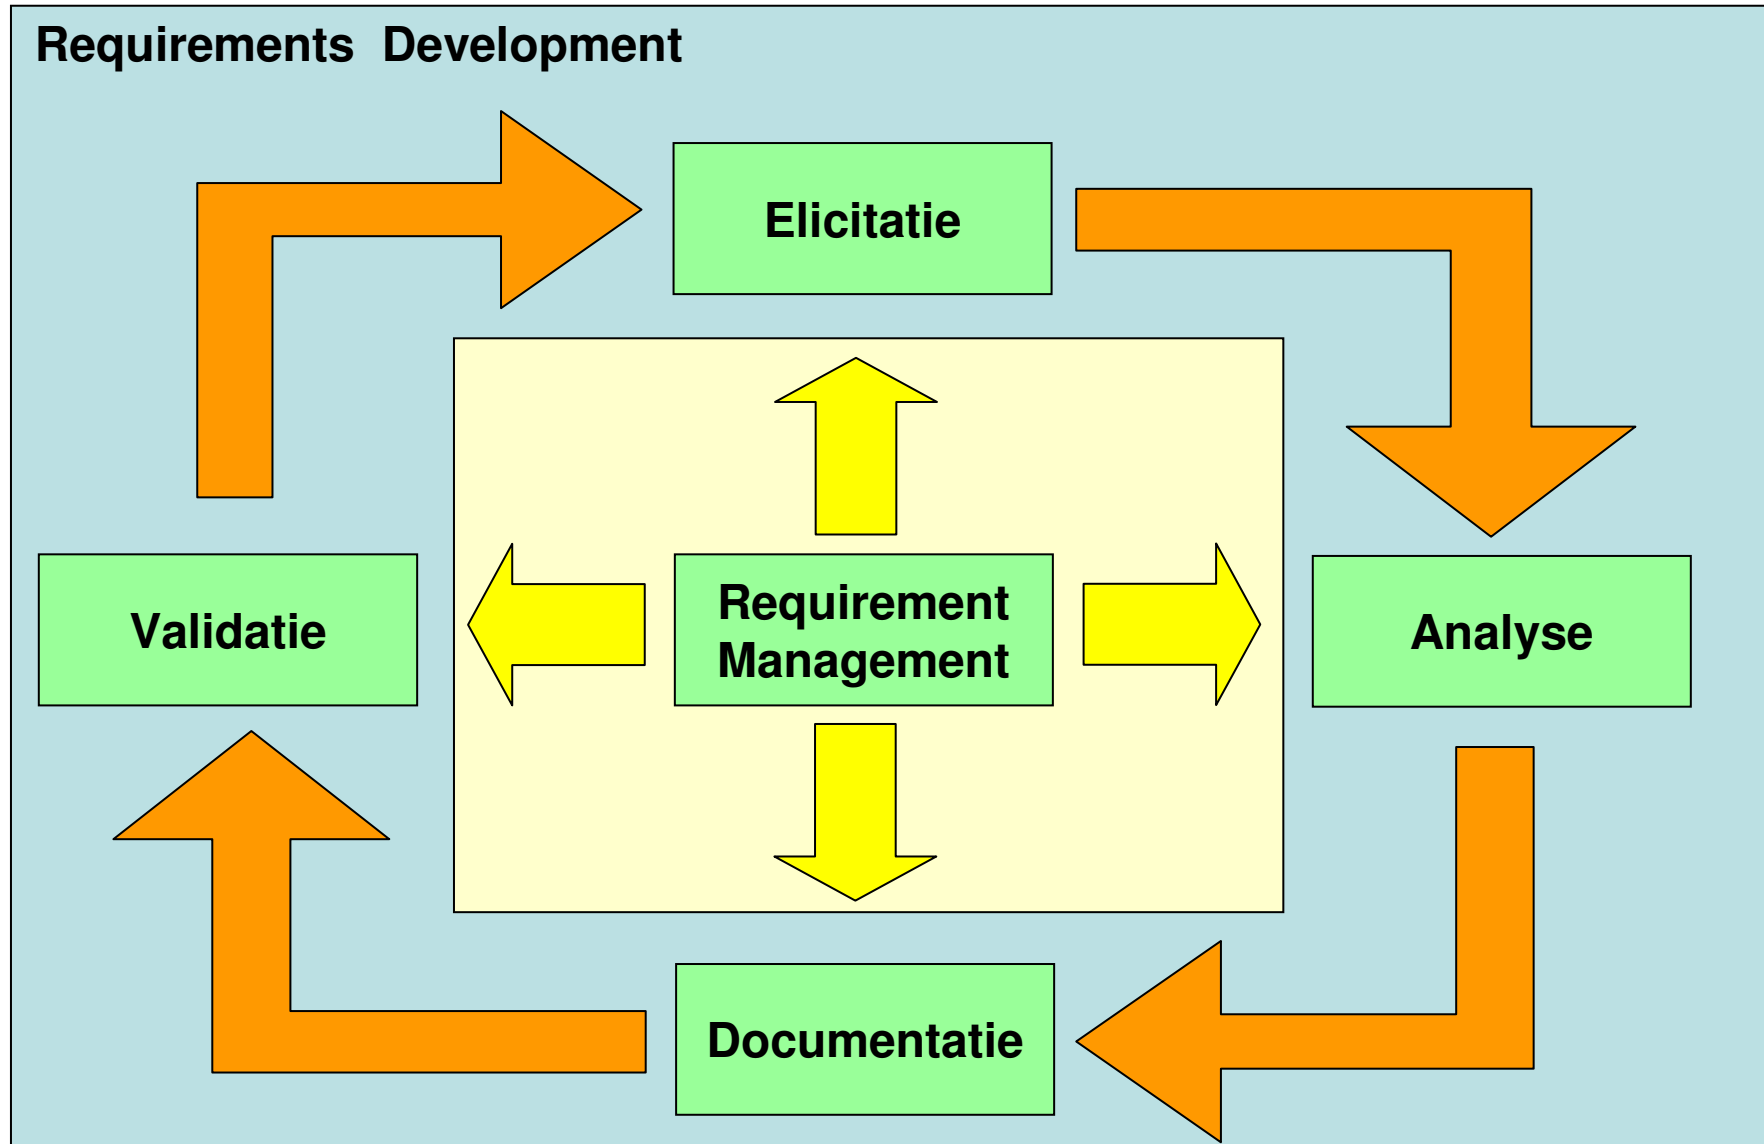 Requirements Development
Elicitatie
Validatie
Requirement
Management
Analyse
Documentatie